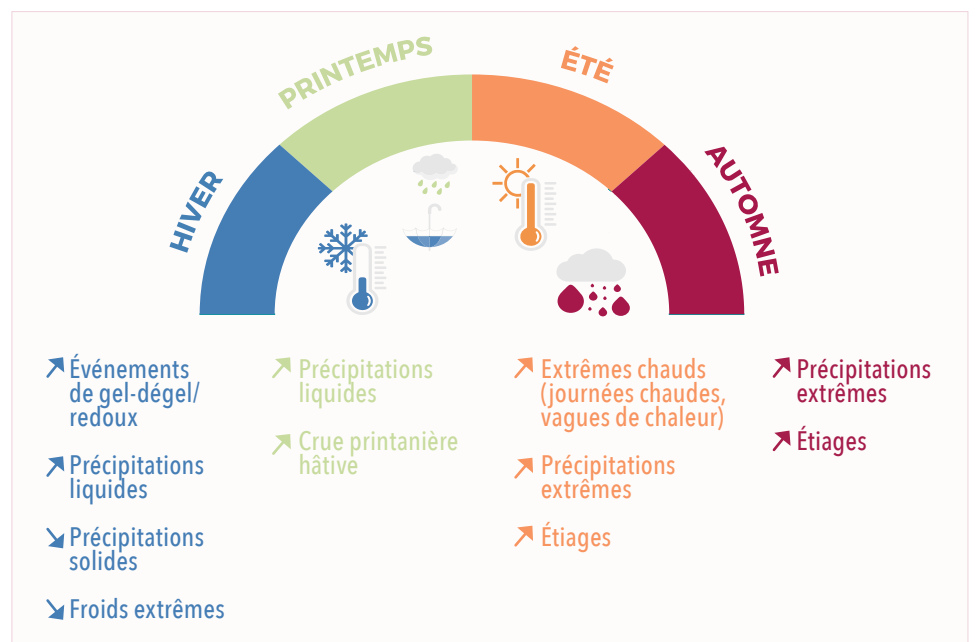 HIVER
PRINTEMPS
ÉTÉ
AUTOMNE
Événements
de gel-dégel/
redoux
Précipitations
liquides
Précipitations
solides
Froids extrêmes
Précipitations
liquides
Crue printanière
hâtive
Extrêmes chauds
(journées chaudes,
vagues de chaleur)
Précipitations
extrêmes
Étiages
Précipitations
extrêmes
Étiages